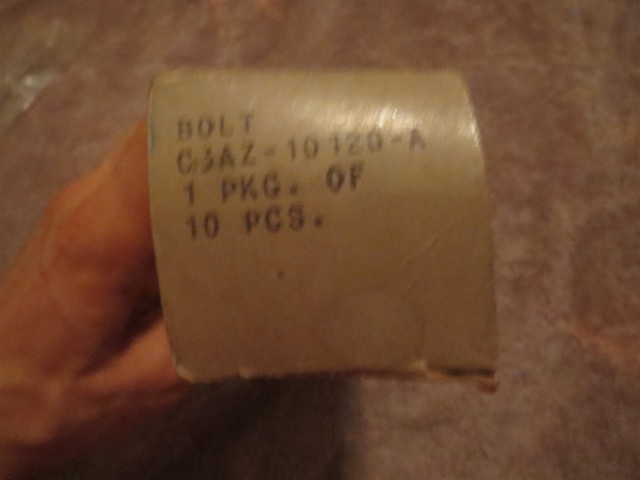 BOLT
C3AZ-10120-A
1 PKG. OF
10 PCS.